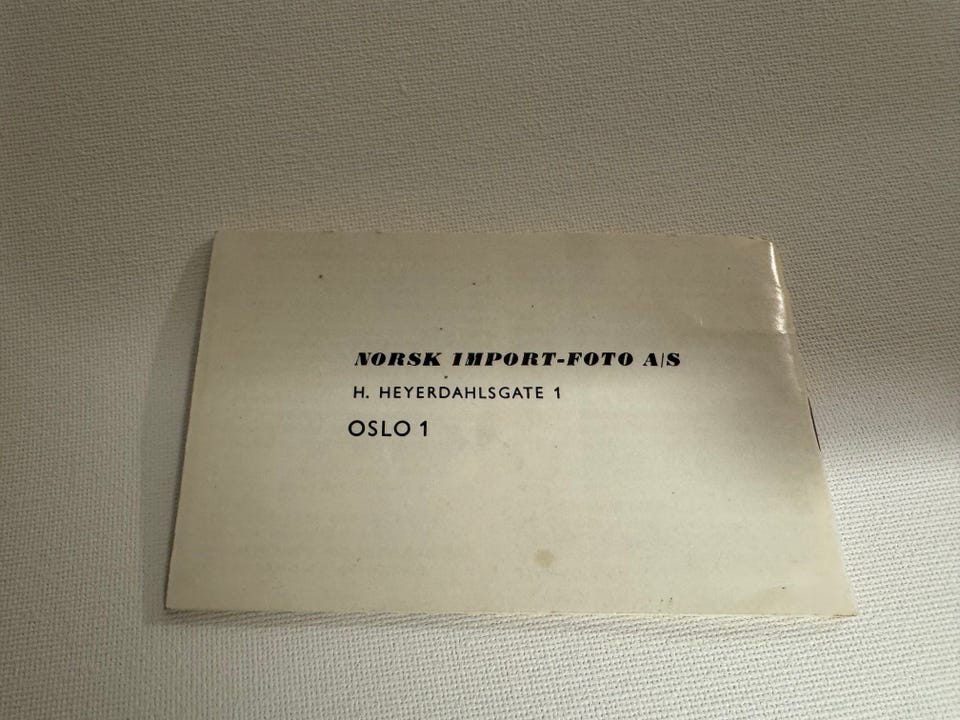 NORSK IMPORT-FOTO A/S
H. HEYERDAHLSGATE 1
OSLO 1